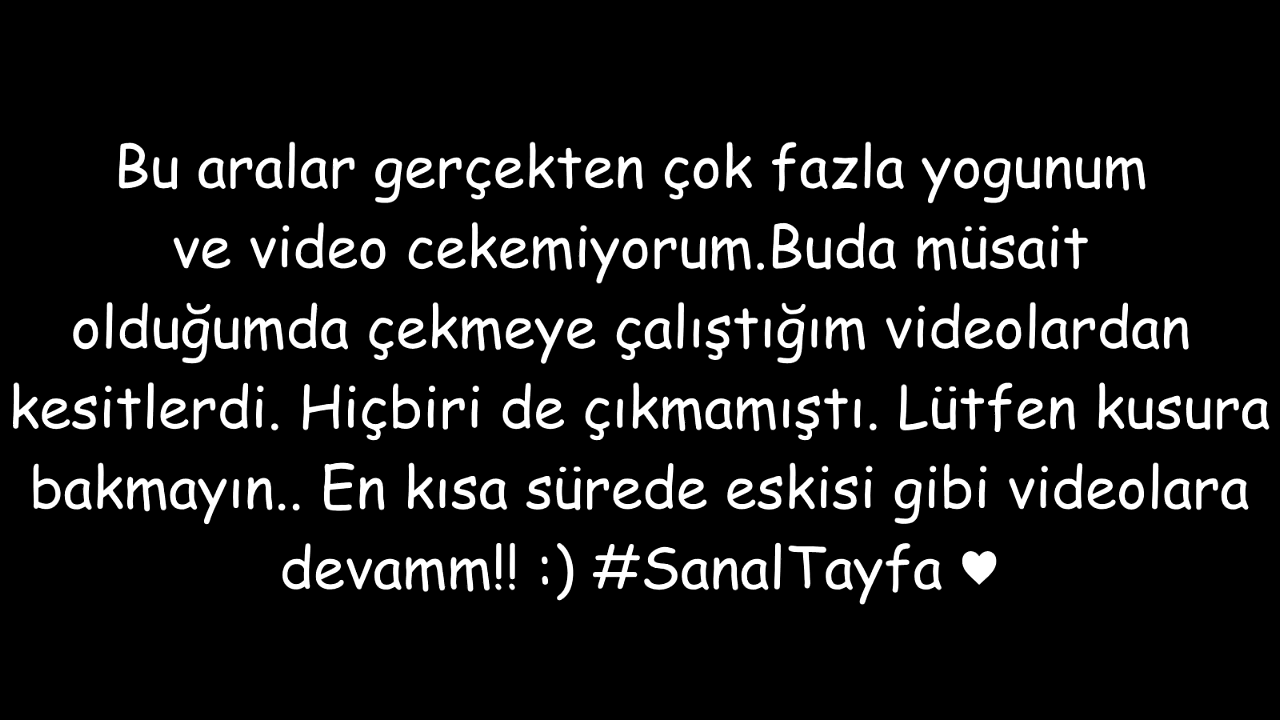 Bu aralar gerçekten çok fazla yogunum
ve video cekemiyorum.Buda müsait
olduğumda çekmeye çalıştığım videolardan
kesitlerdi. Hiçbiri de çıkmamıştı. Lütfen kusura
bakmayın.. En kısa sürede eskisi gibi videolara
devamm!! :) #SanalTayfa ♥